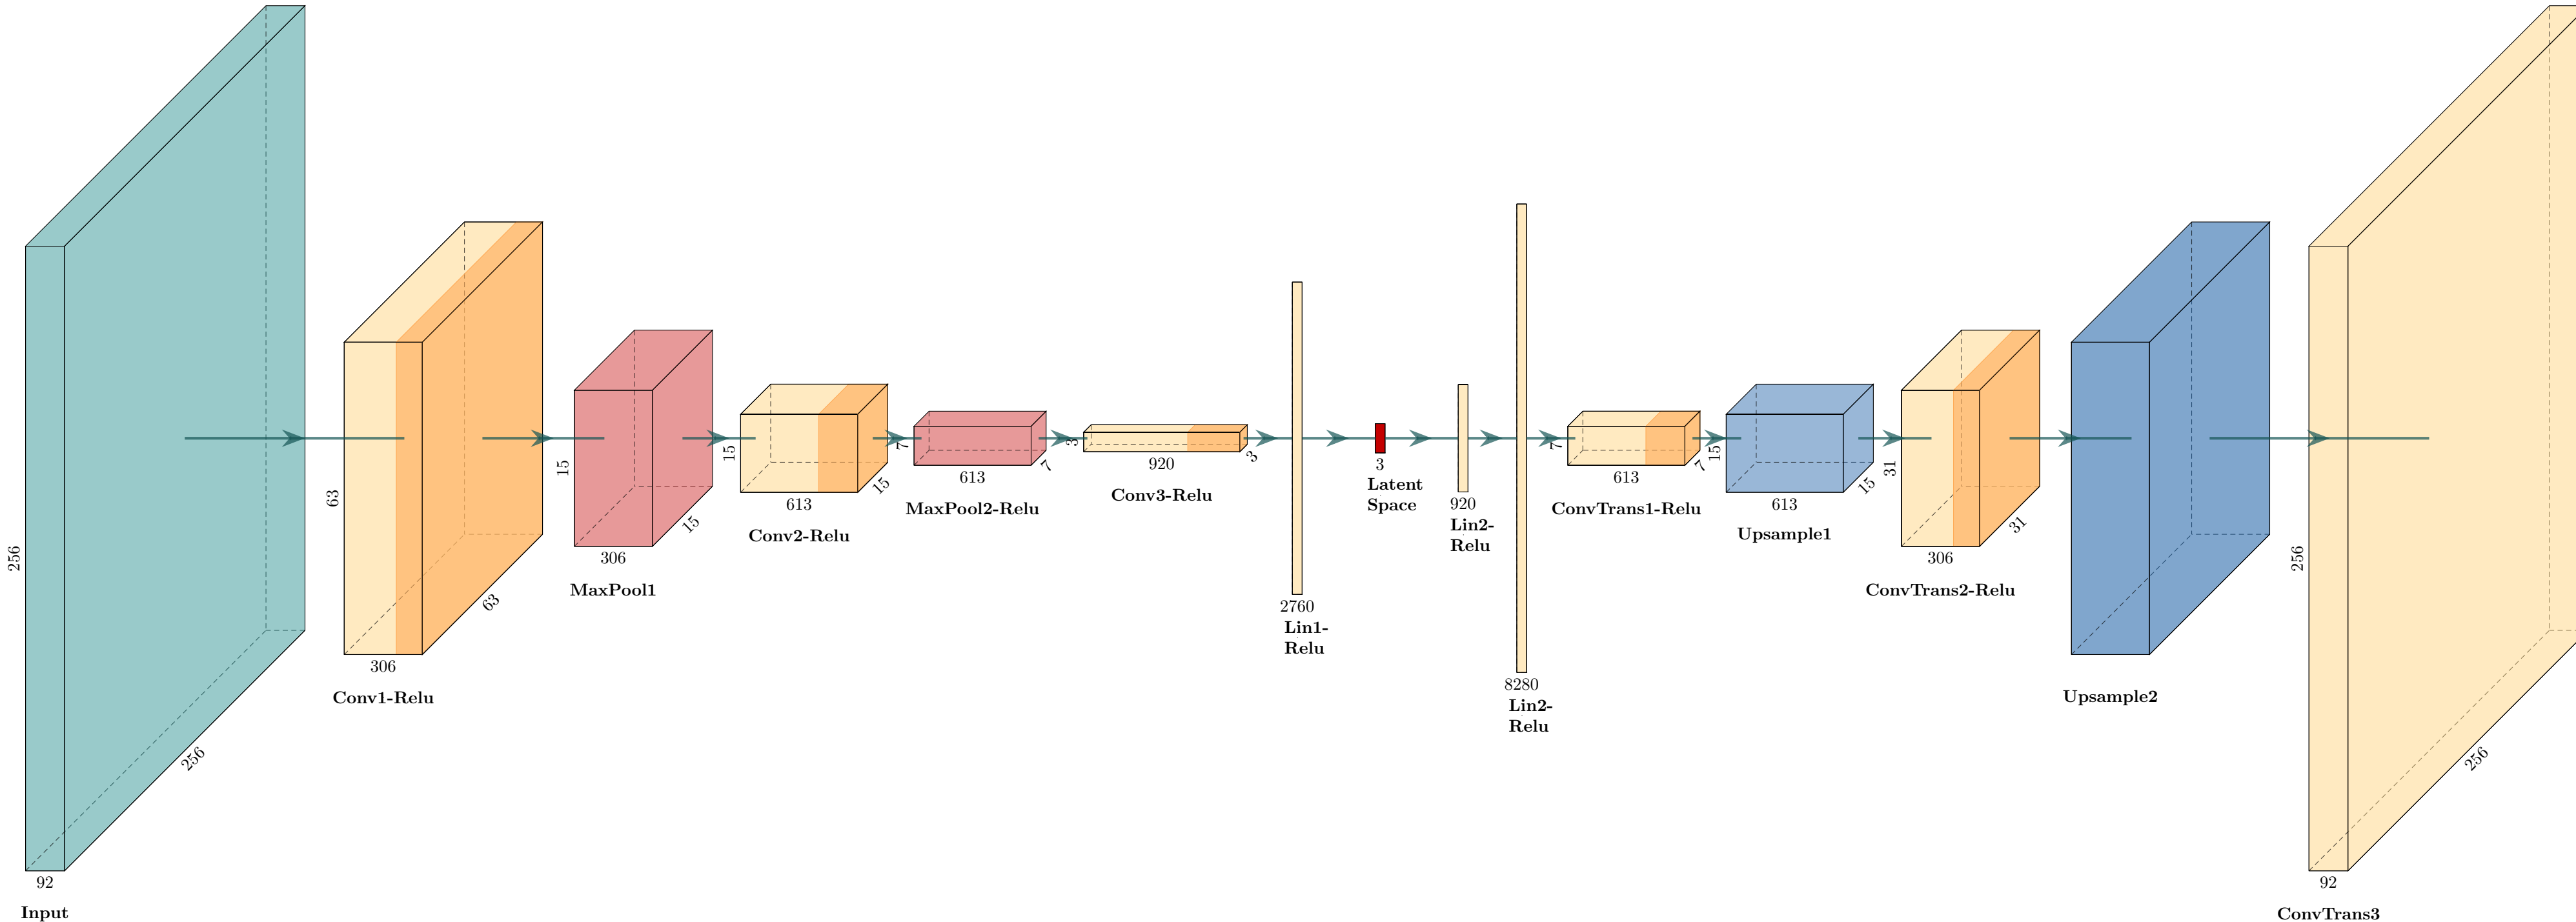 256
256
92
Input
63
63
306
Conv1-Relu
15
15
306
MaxPool1
15
15
613
Conv2-Relu
7
7
613
MaxPool2-Relu
3
3
920
Conv3-Relu
2760
Lin1-
Relu
3
Latent
Space
920
Lin2-
Relu
8280
Lin2-
Relu
7
7
613
ConvTrans1-Relu
15
15
613
Upsample1
31
31
306
ConvTrans2-Relu
Upsample2
256
256
92
ConvTrans3